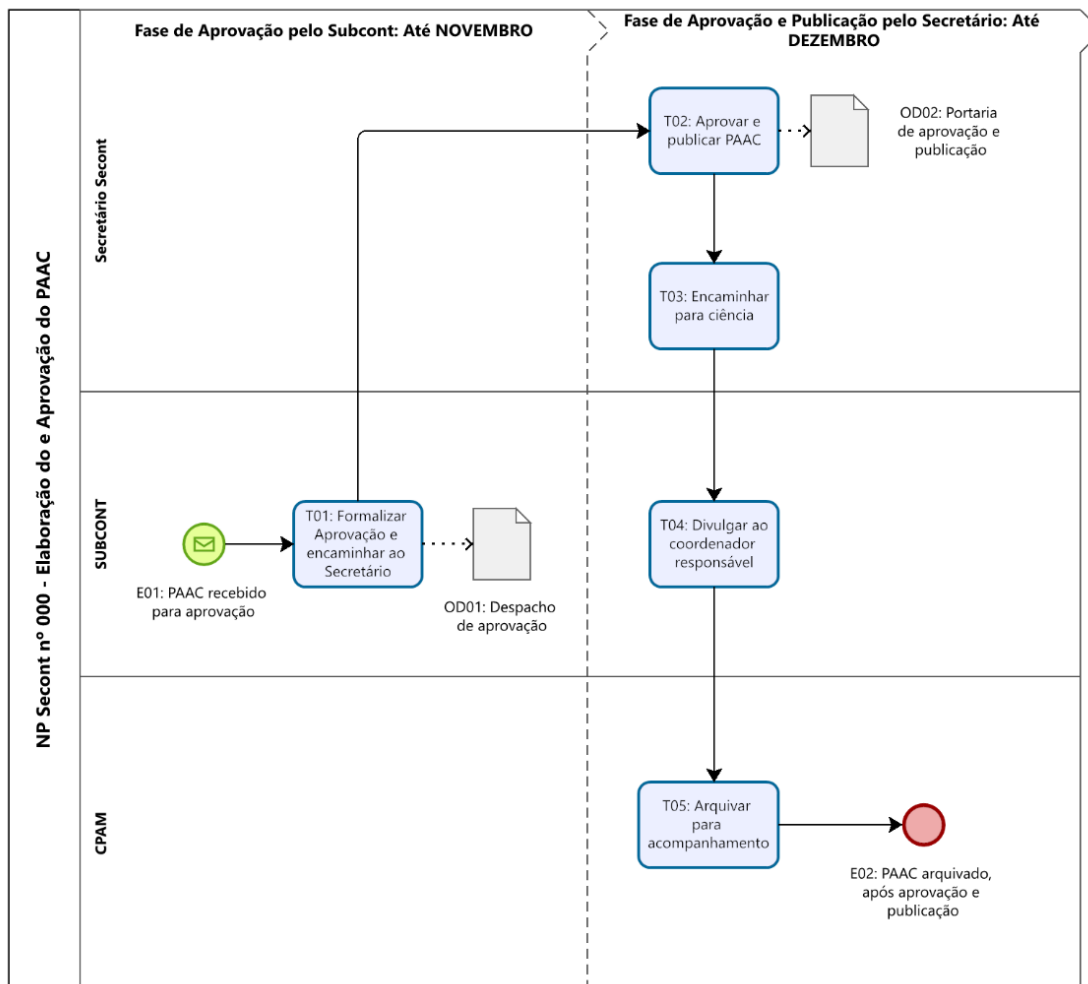 NP Secont nº 000 - Elaboração do e Aprovação do PAAC
Fase de Aprovação pelo Subcont: Até NOVEMBRO
Fase de Aprovação e Publicação pelo Secretário: Até
DEZEMBRO
Secretário Secont
T02: Aprovar e
publicar PAAC
OD02: Portaria
de aprovação e
publicação
T03: Encaminhar
para ciência
SUBCONT
E01: PAAC recebido
para aprovação
T01: Formalizar
Aprovação e
encaminhar ao
Secretário
OD01: Despacho
de aprovação
T04: Divulgar ao
coordenador
responsável
CPAM
T05: Arquivar
para
acompanhamento
E02: PAAC arquivado,
após aprovação e
publicação